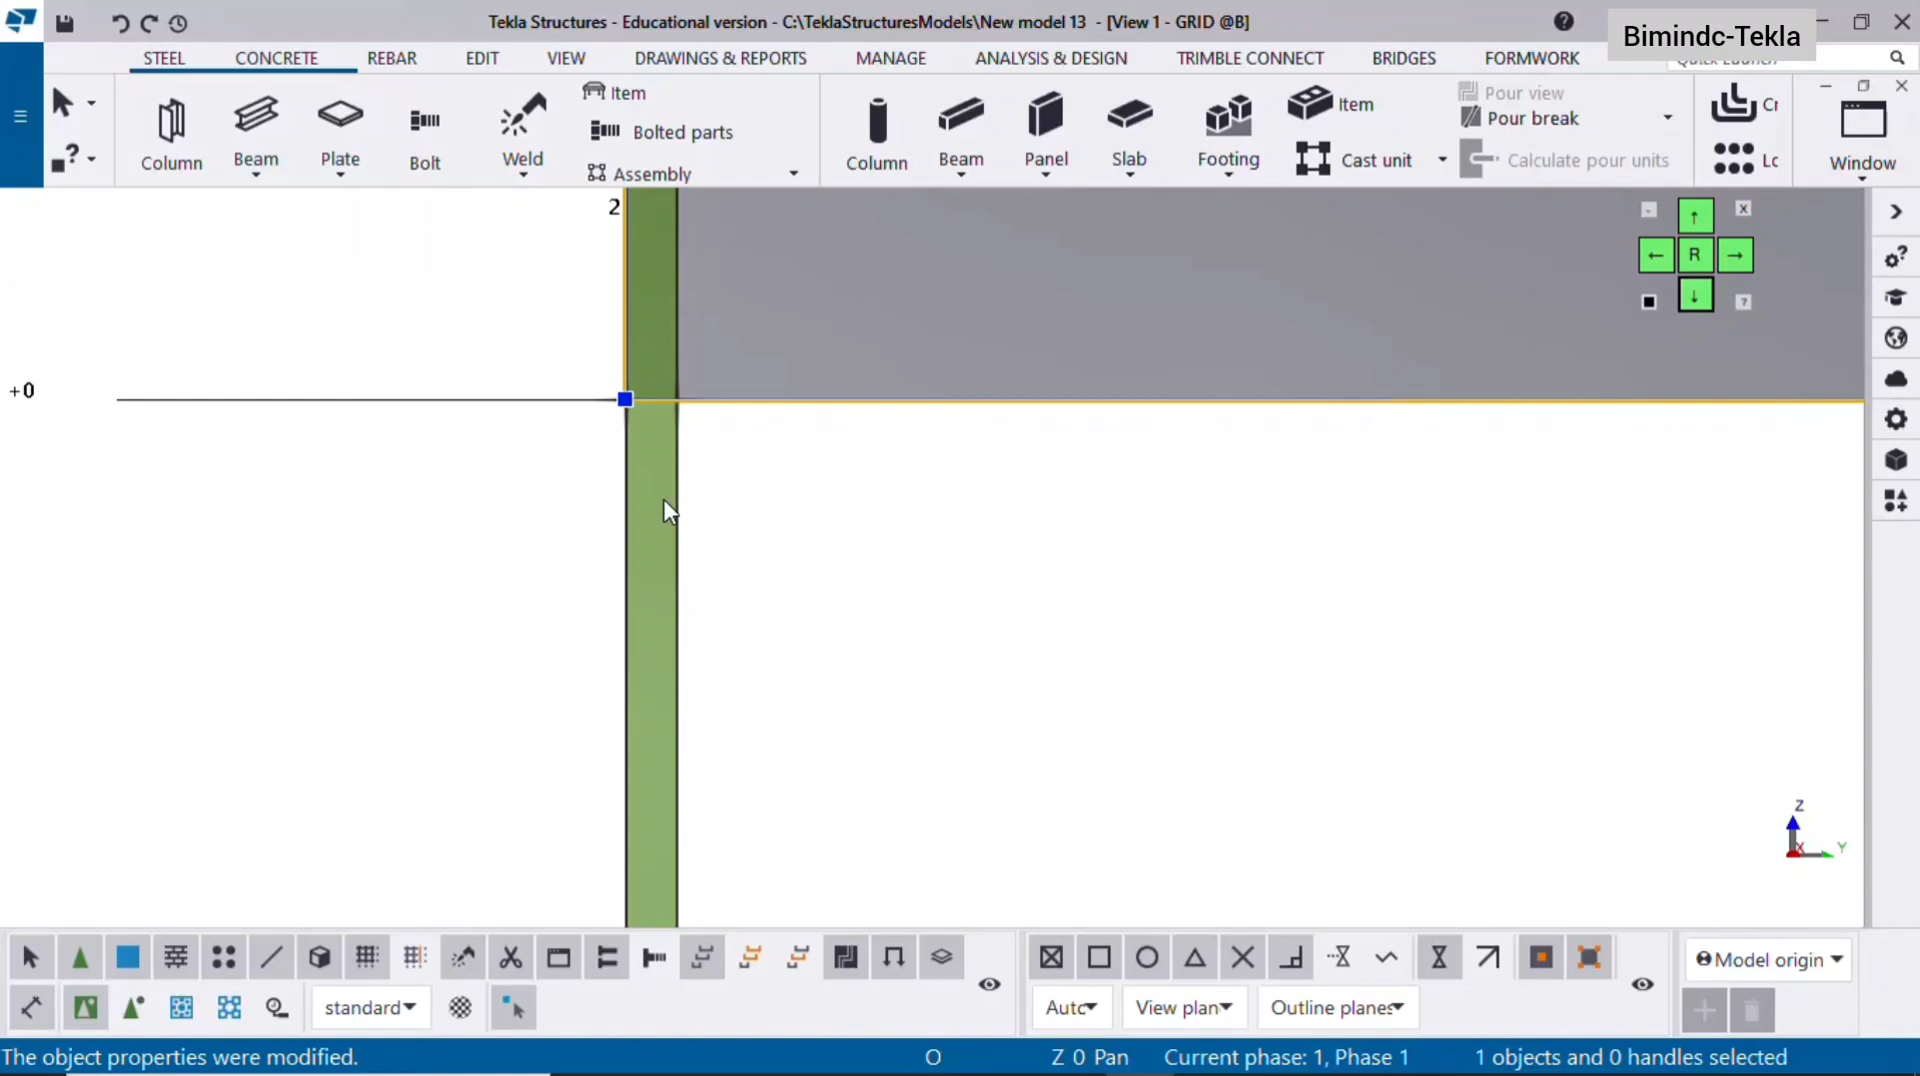 Tekla Structures - Educational version - C:\TeklaStructuresModels\New model 13 - [View 1 - GRID @B]
Bimindc-Tekla
STEEL CONCRETE REBAR EDIT VIEW DRAWINGS & REPORTS MANAGE ANALYSIS & DESIGN TRIMBLE CONNECT BRIDGES FORMWORK
Column
Beam
Plate
Bolt
Weld
Item
Bolted parts
Assembly
Column
Beam
Panel
Slab
Footing
Item
Cast unit
Pour view
Pour break
Calculate pour units
Window
2
+0
R
X
?
Z
X
Y
standard
Auto
View plan
Outline planes
Model origin
The object properties were modified. O Z 0 Pan Current phase: 1, Phase 1 1 objects and 0 handles selected